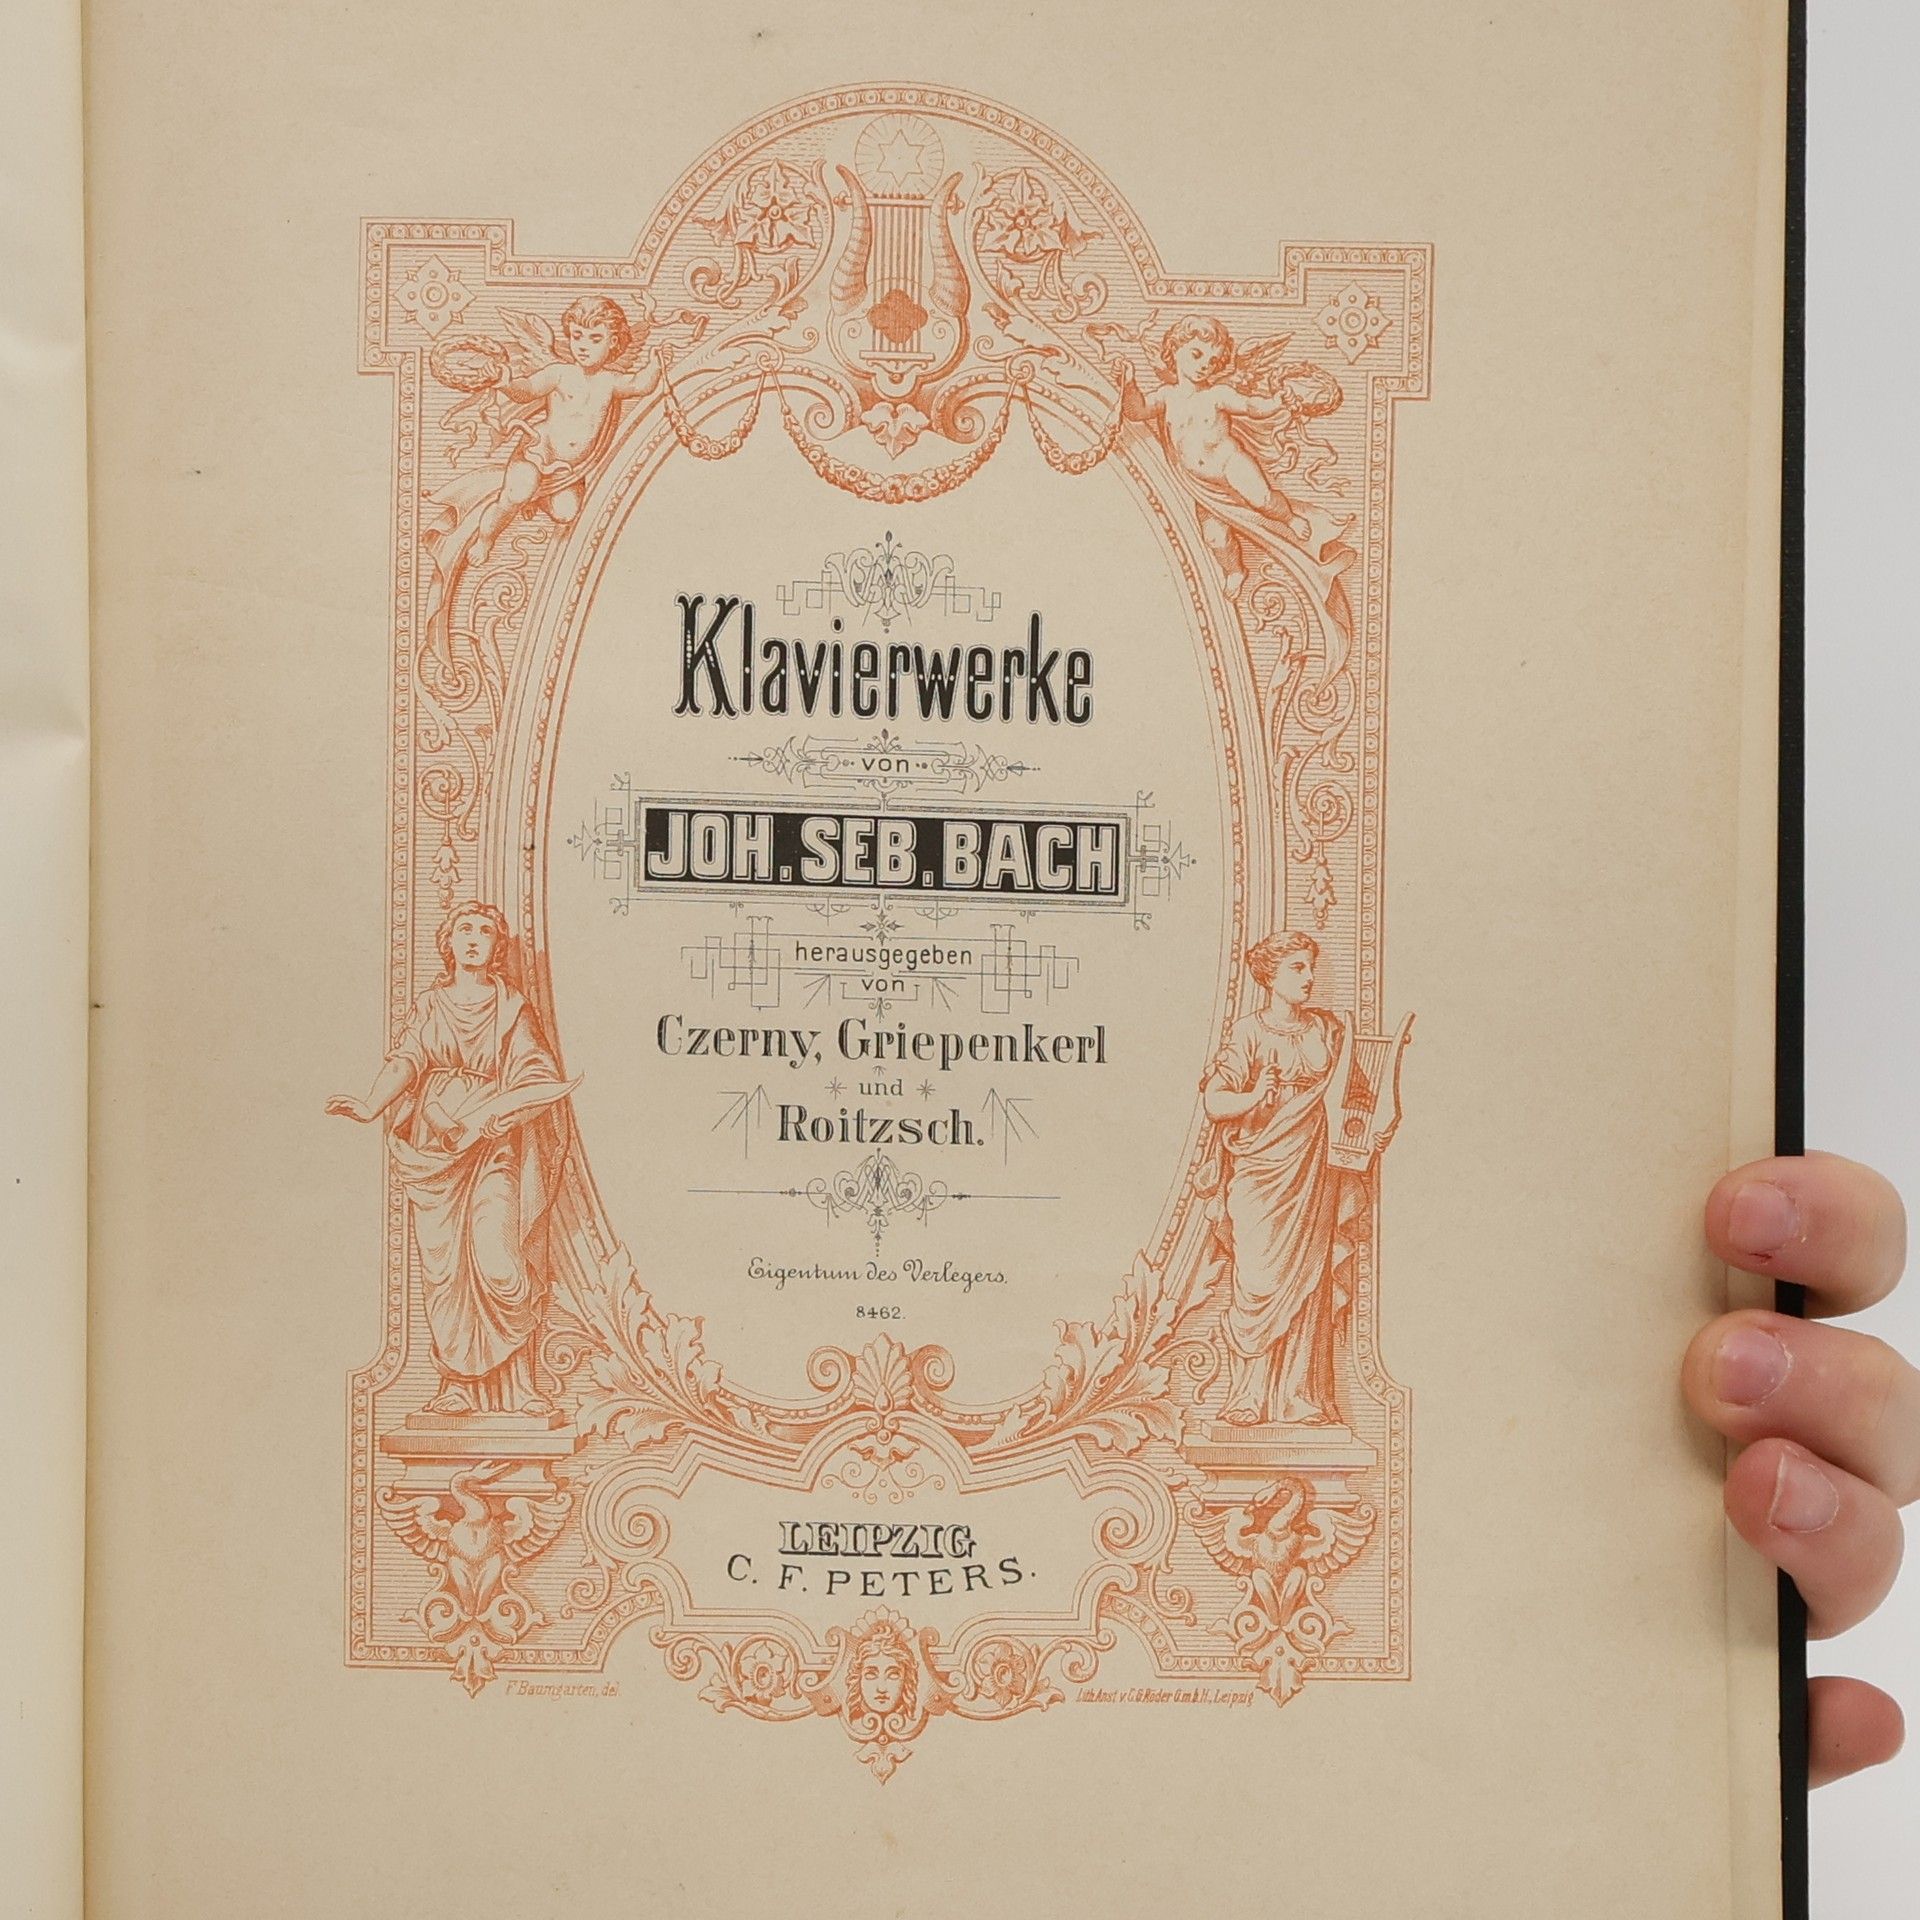 Klavierwerke
von
JOH. SEB. BACH
herausgegeben
von
Czerny, Griepenkerl
und
Roitzsch.
Eigentum des Verlegers.
8462.
LEIPZIG
C. F. PETERS.
F. Baumgarten, del.
Lith. Anst. v. C. G. Röder G.m.b.H., Leipzig